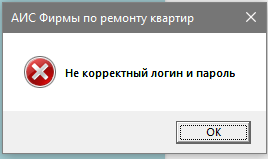 АИС Фирмы по ремонту квартир
Не корректный логин и пароль
OK